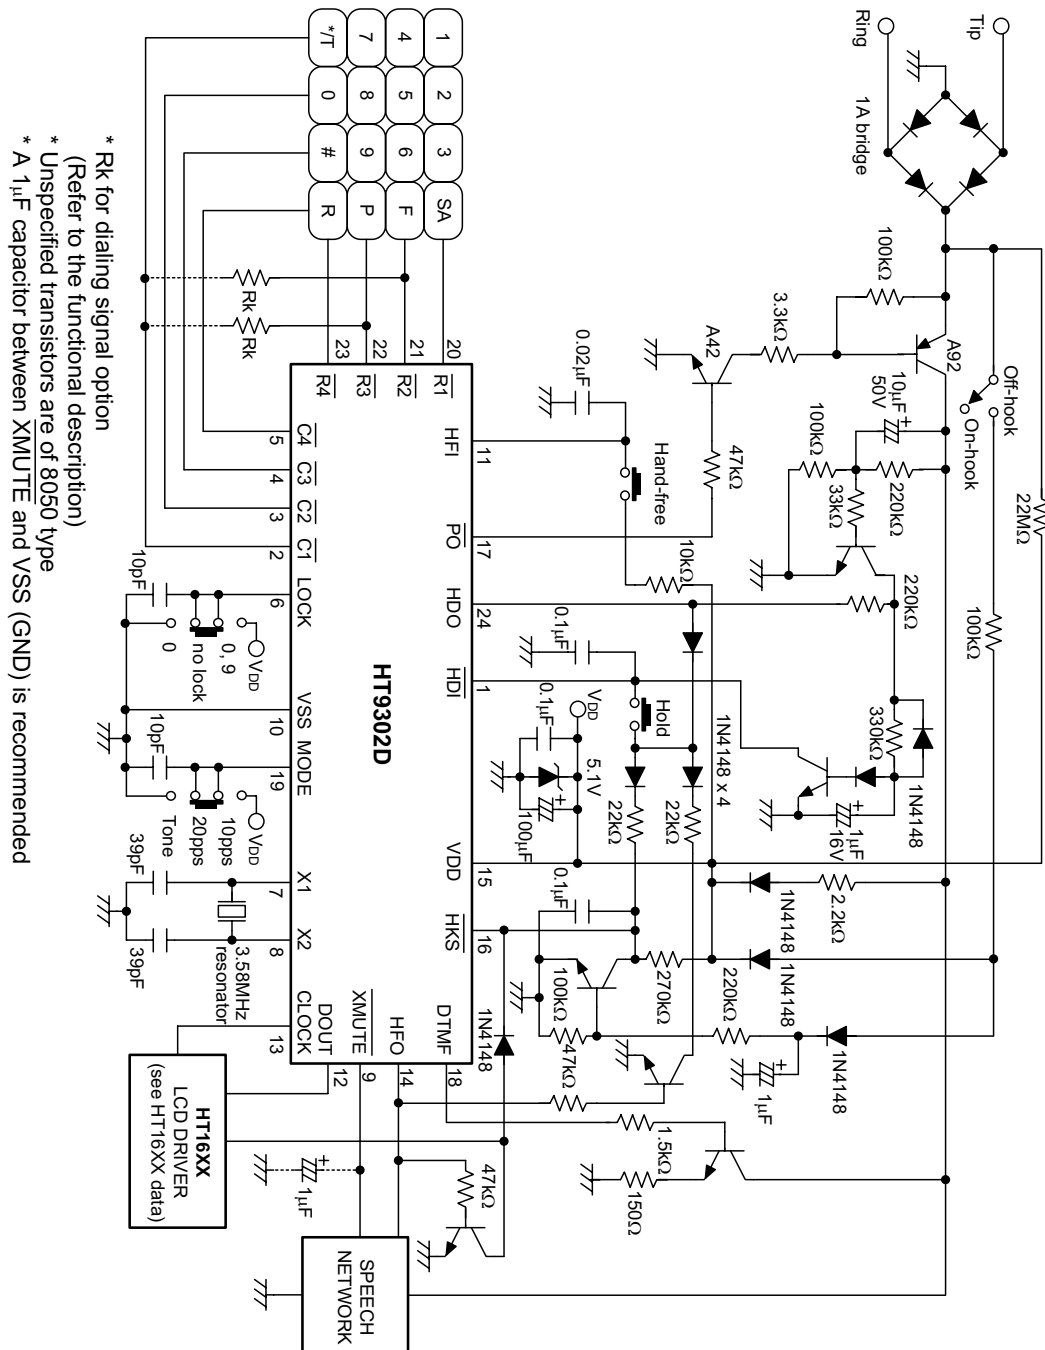 22MΩ
Tip
Ring
1A bridge
Off-hook
On-hook
100kΩ
100kΩ
A92
3.3kΩ
A42
10μF
50V
+
220kΩ
100kΩ
33kΩ
220kΩ
330kΩ
1N4148
1μF
16V
+
2.2kΩ
1N4148
1N4148
1N4148
220kΩ
1μF
+
47kΩ
Hand-free
0.02μF
10kΩ
1N4148 x 4
Hold
0.1μF
22kΩ
22kΩ
VDD
0.1μF
5.1V
100μF
+
0.1μF
270kΩ
100kΩ
47kΩ
1N4148
1.5kΩ
150Ω
47kΩ
1
2
3
SA
4
5
6
F
7
8
9
P
*/T
0
#
R
Rk
Rk
20
21
22
23
11
17
24
1
15
16
R1
R2
R3
R4
HFI
PO
HDO
HDI
VDD
HKS
HT9302D
DTMF
18
HFO
14
XMUTE
9
DOUT
12
CLOCK
13
C4
C3
C2
C1
LOCK
VSS
MODE
X1
X2
5
4
3
2
6
10
19
7
8
10pF
VDD
0, 9
no lock
0
10pF
VDD
10pps
20pps
Tone
3.58MHz
resonator
39pF
39pF
HT16XX
LCD DRIVER
(see HT16XX data)
1μF
+
SPEECH
NETWORK
* Rk for dialing signal option
(Refer to the functional description)
* Unspecified transistors are of 8050 type
* A 1μF capacitor between XMUTE and VSS (GND) is recommended